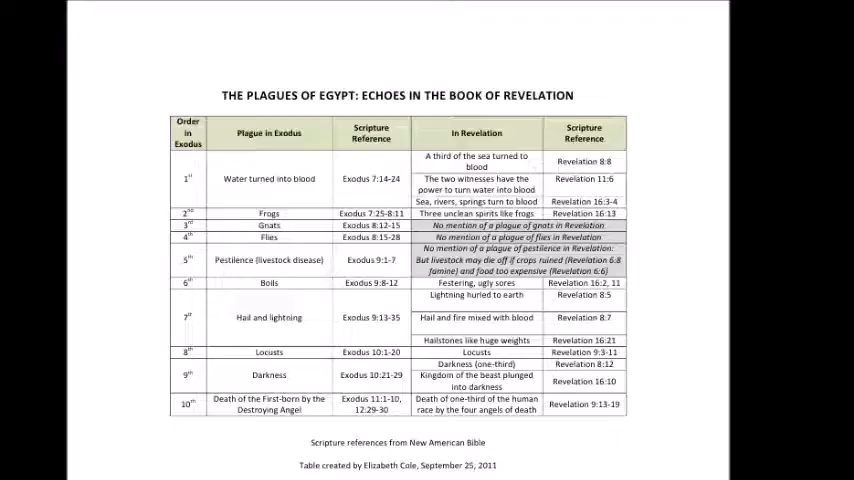 THE PLAGUES OF EGYPT: ECHOES IN THE BOOK OF REVELATION
Order in Exodus Plague in Exodus Scripture Reference In Revelation Scripture Reference
1st Water turned into blood Exodus 7:14-24 A third of the sea turned to blood Revelation 8:8
The two witnesses have the power to turn water into blood Revelation 11:6
Sea, rivers, springs turn to blood Revelation 16:3-4
2nd Frogs Exodus 7:25-8:11 Three unclean spirits like frogs Revelation 16:13
3rd Gnats Exodus 8:12-15 No mention of a plague of gnats in Revelation
4th Flies Exodus 8:15-28 No mention of a plague of flies in Revelation
5th Pestilence (livestock disease) Exodus 9:1-7 No mention of a plague of pestilence in Revelation:
But livestock may die off if crops ruined (Revelation 6:8
famine) and food too expensive (Revelation 6:6)
6th Boils Exodus 9:8-12 Festering, ugly sores Revelation 16:2, 11
7th Hail and lightning Exodus 9:13-35 Lightning hurled to earth Revelation 8:5
Hail and fire mixed with blood Revelation 8:7
Hailstones like huge weights Revelation 16:21
8th Locusts Exodus 10:1-20 Locusts Revelation 9:3-11
9th Darkness Exodus 10:21-29 Darkness (one-third) Revelation 8:12
Kingdom of the beast plunged into darkness Revelation 16:10
10th Death of the First-born by the Destroying Angel Exodus 11:1-10, 12:29-30 Death of one-third of the human race by the four angels of death Revelation 9:13-19
Scripture references from New American Bible
Table created by Elizabeth Cole, September 25, 2011